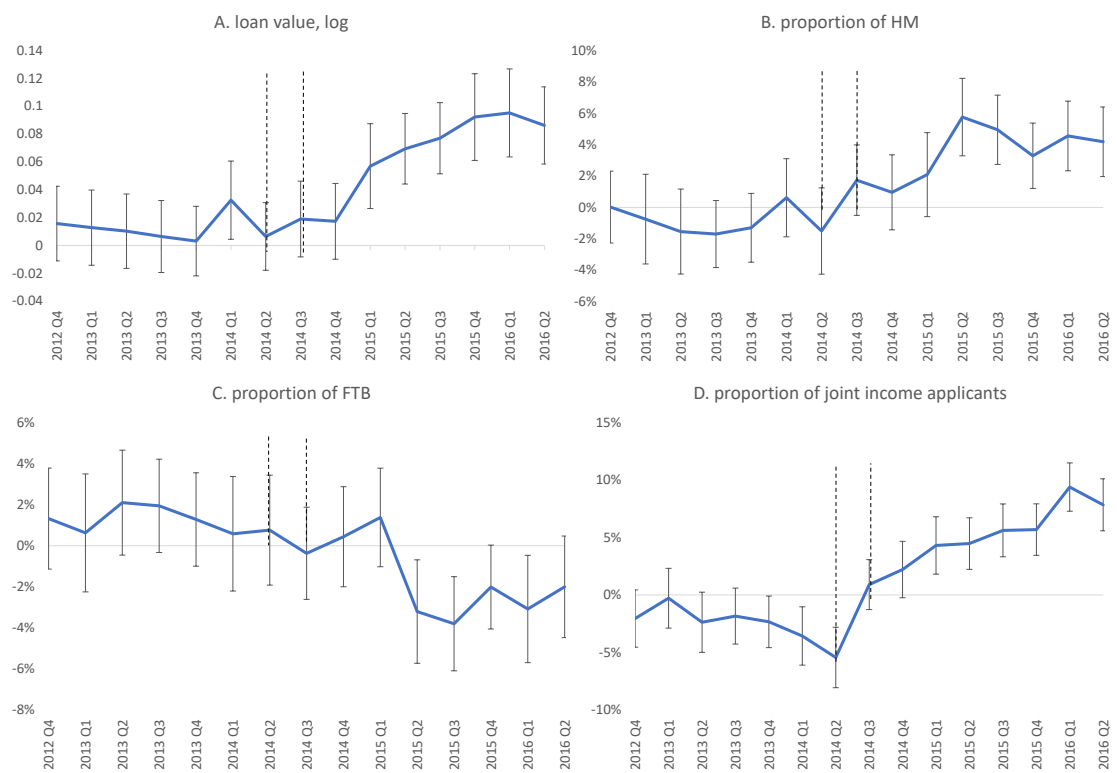 A. loan value, log
0.14
0.12
0.1
0.08
0.06
0.04
0.02
0
-0.02
-0.04
2012 Q4
2013 Q1
2013 Q2
2013 Q3
2013 Q4
2014 Q1
2014 Q2
2014 Q3
2014 Q4
2015 Q1
2015 Q2
2015 Q3
2015 Q4
2016 Q1
2016 Q2
B. proportion of HM
10%
8%
6%
4%
2%
0%
-2%
-4%
-6%
2012 Q4
2013 Q1
2013 Q2
2013 Q3
2013 Q4
2014 Q1
2014 Q2
2014 Q3
2014 Q4
2015 Q1
2015 Q2
2015 Q3
2015 Q4
2016 Q1
2016 Q2
C. proportion of FTB
6%
4%
2%
0%
-2%
-4%
-6%
-8%
2012 Q4
2013 Q1
2013 Q2
2013 Q3
2013 Q4
2014 Q1
2014 Q2
2014 Q3
2014 Q4
2015 Q1
2015 Q2
2015 Q3
2015 Q4
2016 Q1
2016 Q2
D. proportion of joint income applicants
15%
10%
5%
0%
-5%
-10%
2012 Q4
2013 Q1
2013 Q2
2013 Q3
2013 Q4
2014 Q1
2014 Q2
2014 Q3
2014 Q4
2015 Q1
2015 Q2
2015 Q3
2015 Q4
2016 Q1
2016 Q2